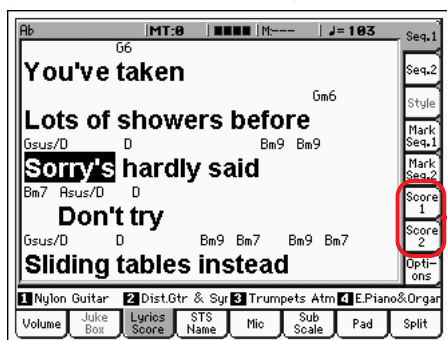 Ab MT:0 M:--- ♩=103 Seq.1
G6
You've taken
Seq.2
Gm6
Style
Lots of showers before
Mark Seq.1
Gsus/D D Bm9 Bm9
Sorry's hardly said
Mark Seq.2
Bm7 Asus/D D
Score 1
Don't try
Gsus/D D Bm9 Bm7 Bm9 Bm7
Score 2
Sliding tables instead
Opti-
ons
1 Nylon Guitar 2 Dist.Gtr & Syr 3 Trumpets Atm 4 E.Piano&Organ
Volume Juke Box Lyrics Score STS Name Mic Sub Scale Pad Split